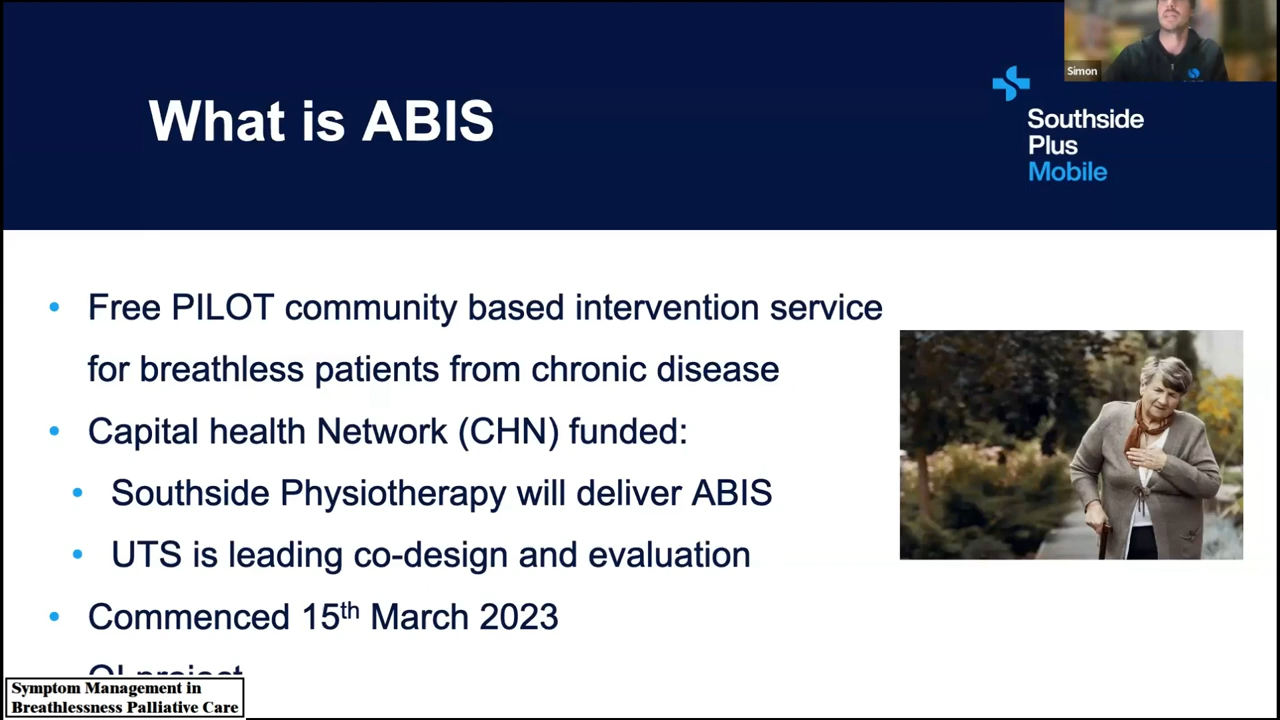 Simon
What is ABIS
Southside
Plus
Mobile
• Free PILOT community based intervention service
for breathless patients from chronic disease
• Capital health Network (CHN) funded:
• Southside Physiotherapy will deliver ABIS
• UTS is leading co-design and evaluation
• Commenced 15th March 2023
QI project
Symptom Management in
Breathlessness Palliative Care